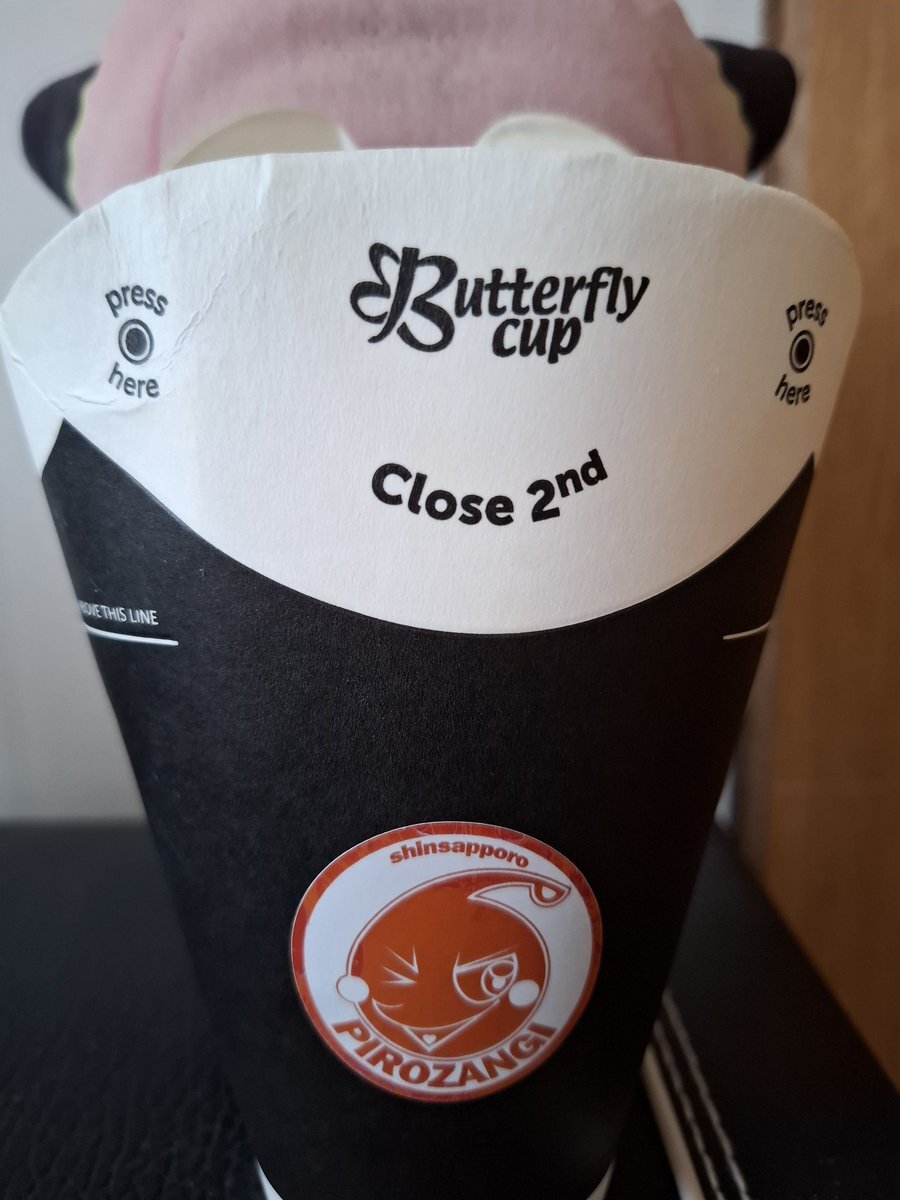 Butterfly
cup
press
here
press
here
Close 2nd
THIS LINE
shinsapporo
PIROZANGI